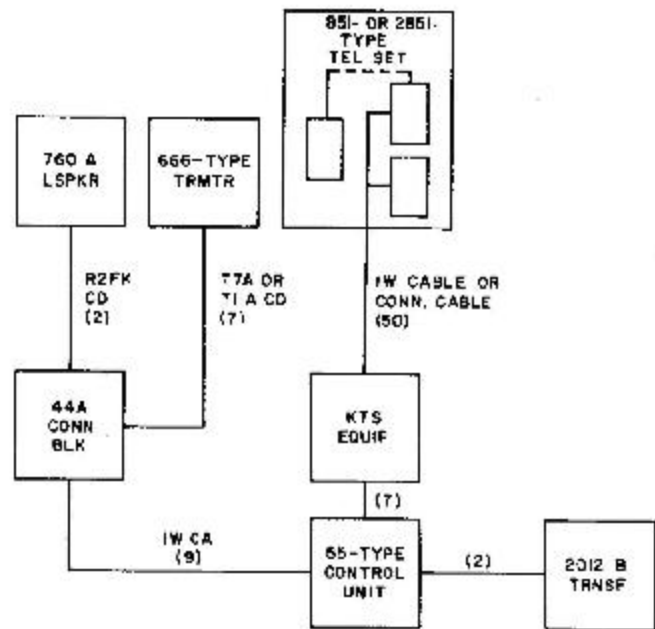 851- OR 2851-
TYPE
TEL SET
760 A
LSPKR
666-TYPE
TRMTR
R2FK
CD
(2)
T7A OR
71 A CD
(7)
IW CABLE OR
CONN. CABLE
(50)
44A
CONN
BLK
KTS
EQUIP
(7)
IW CA
(9)
55-TYPE
CONTROL
UNIT
(2)
2012 B
TRNSF